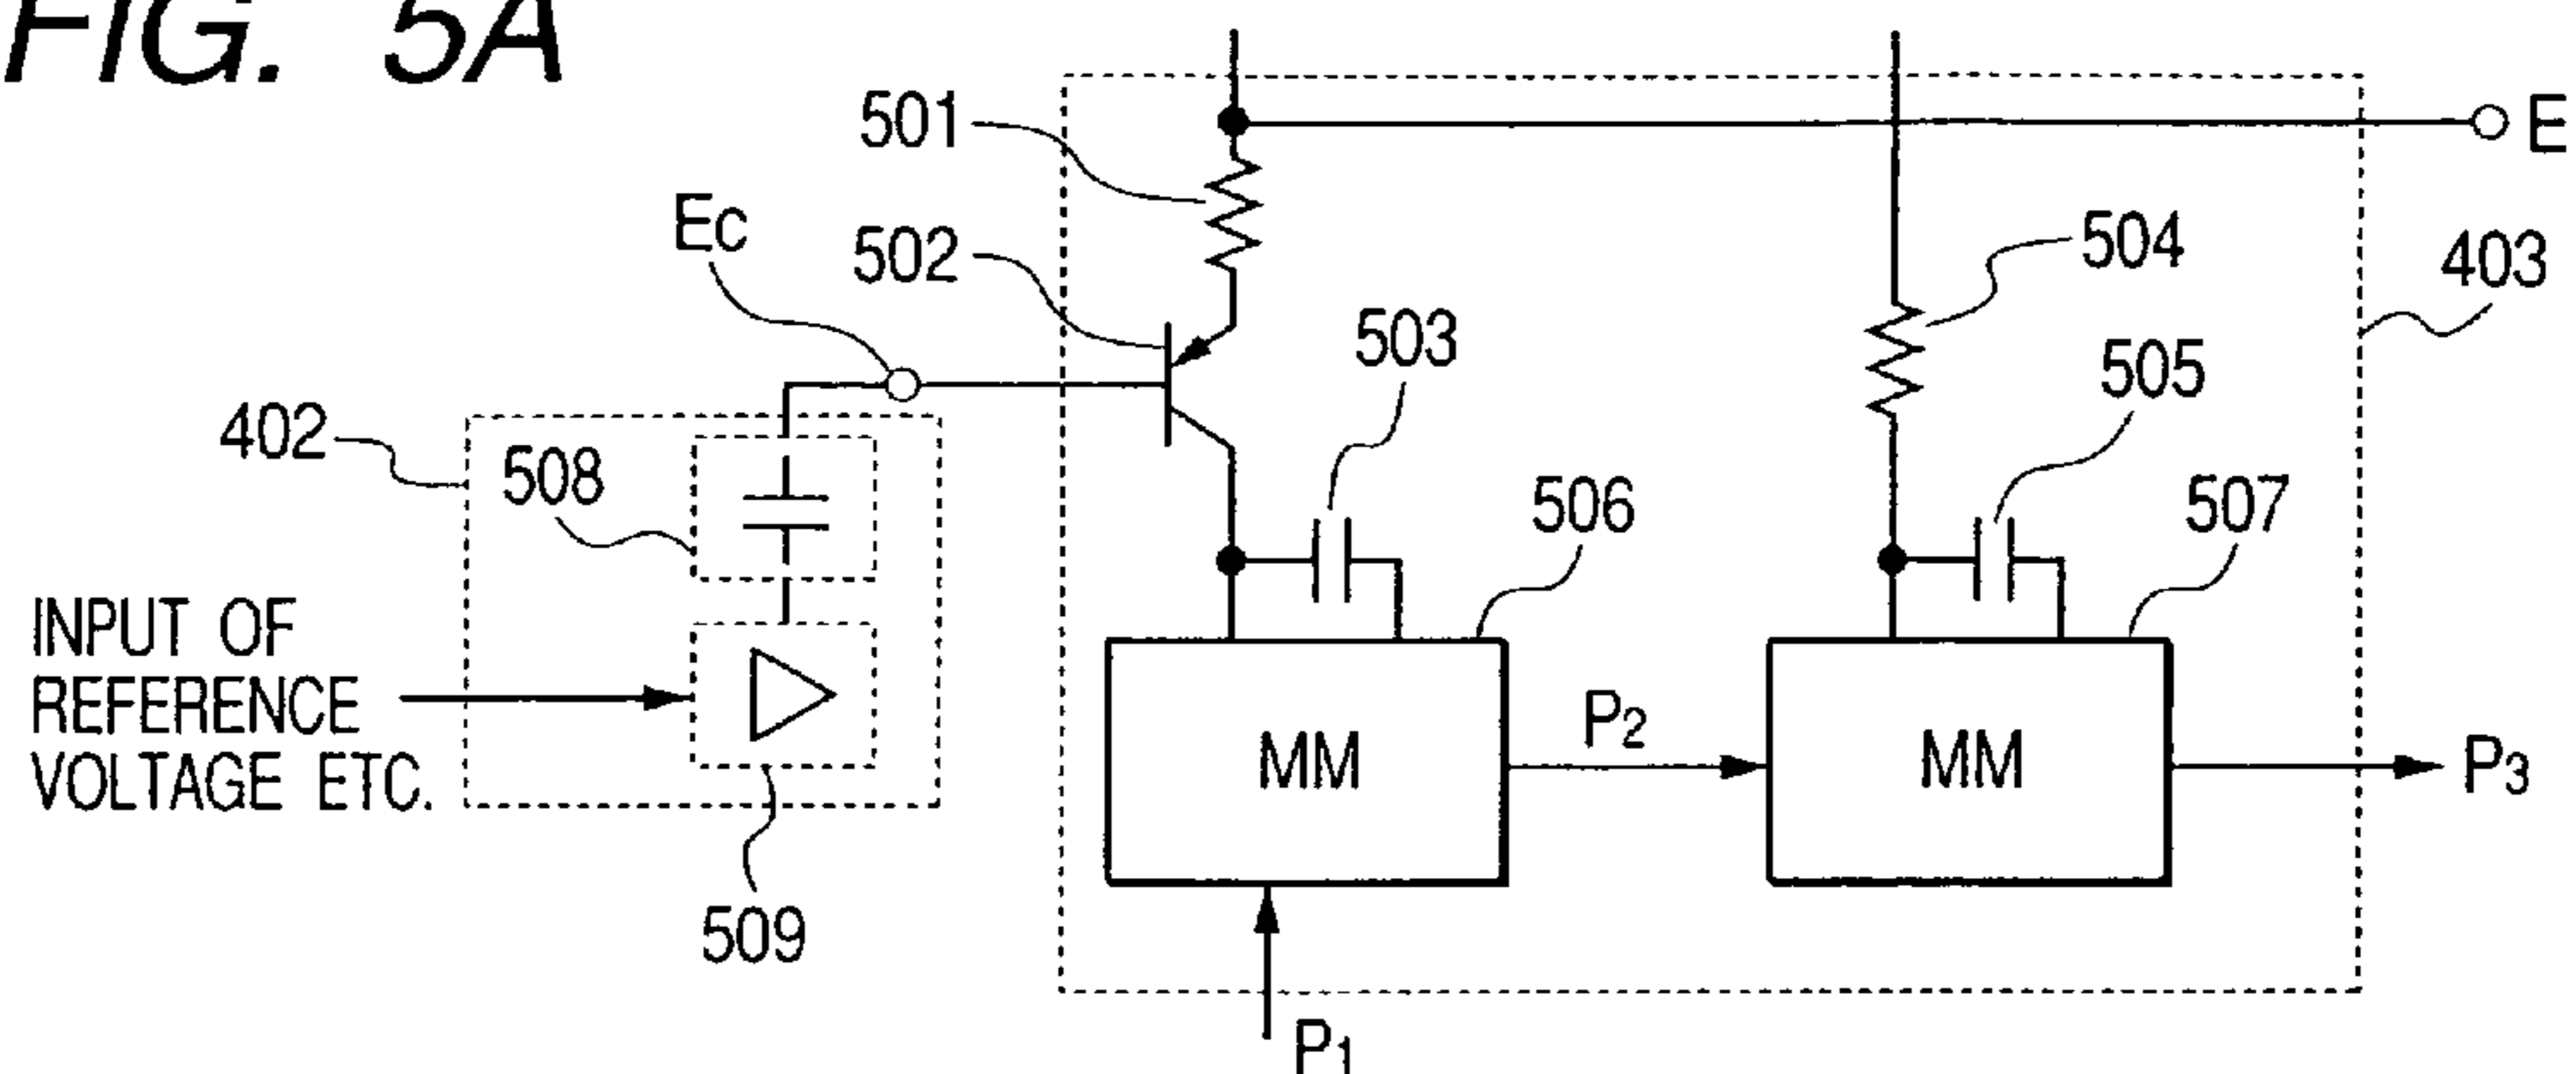 FIG. 5A
501
E
Ec
502
504
403
503
505
402
508
506
507
INPUT OF
REFERENCE
VOLTAGE ETC.
P2
MM
MM
P3
509
P1